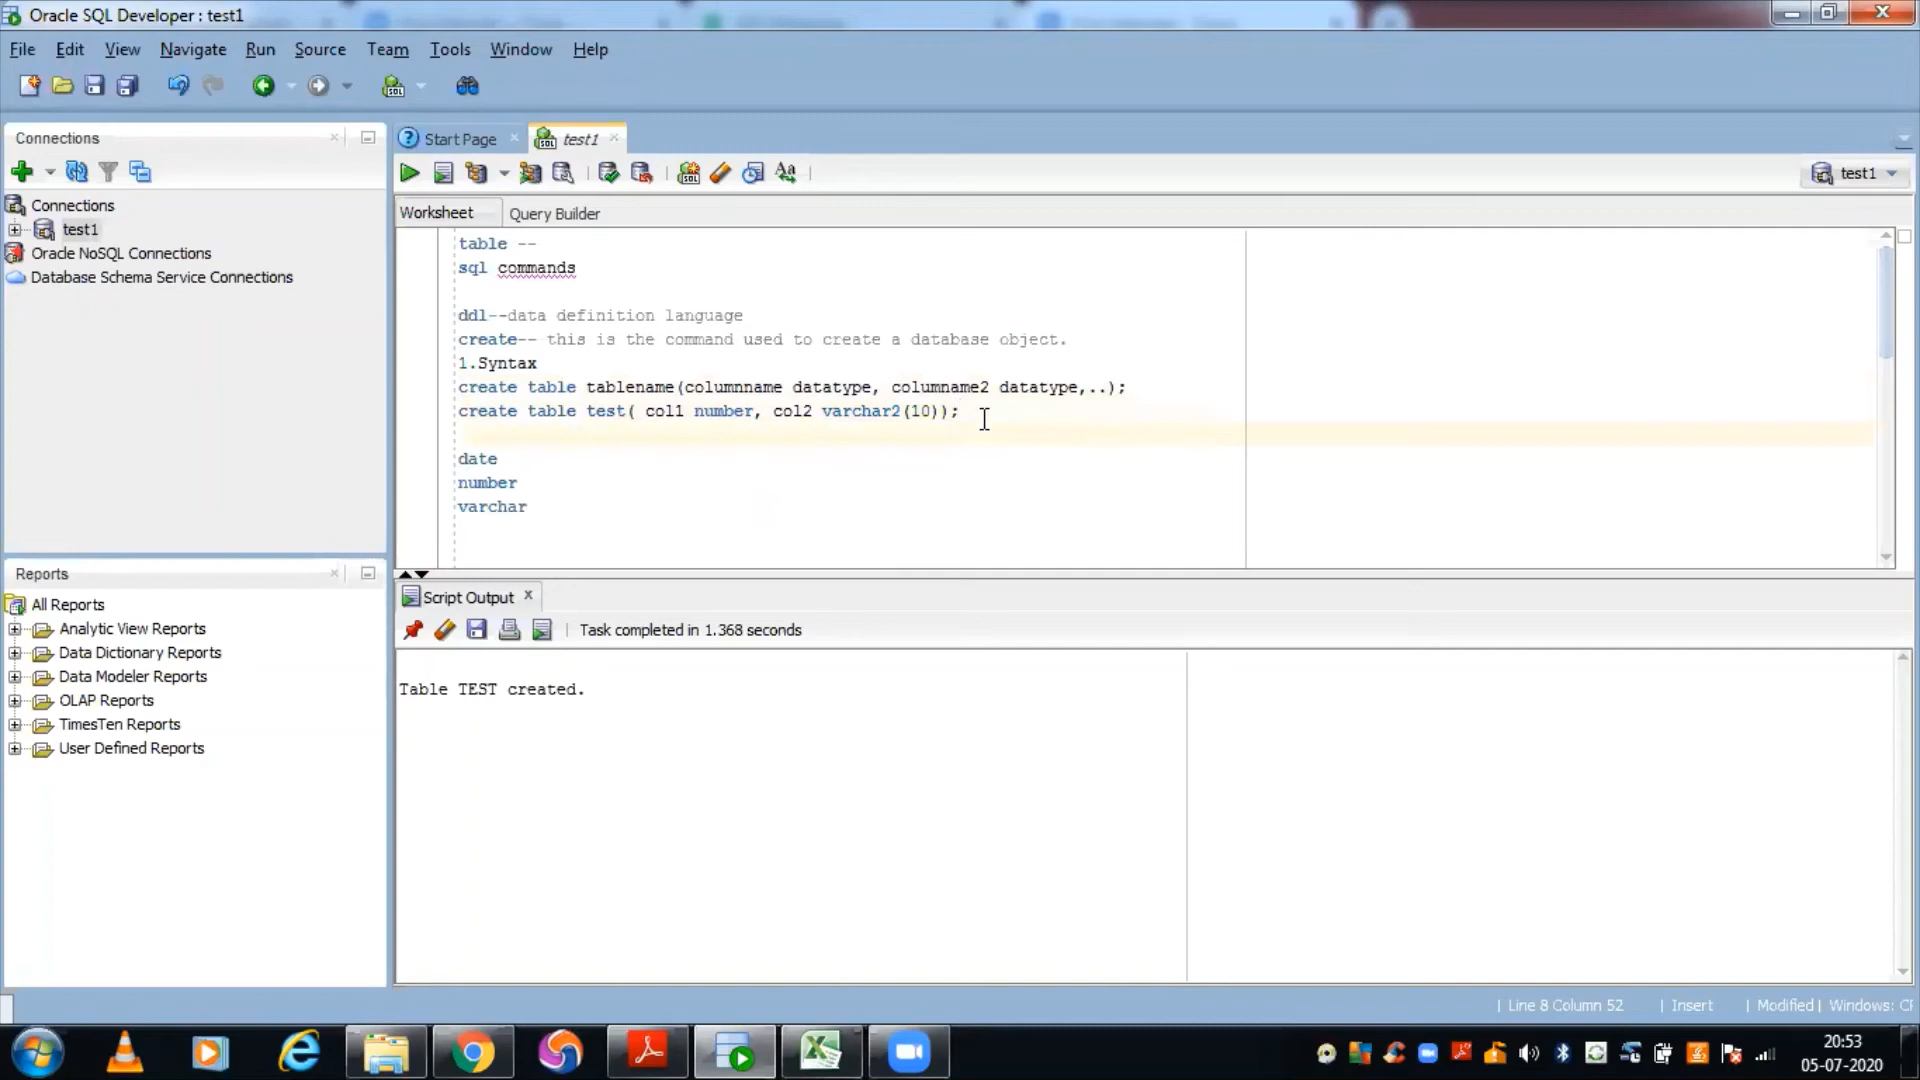 Oracle SQL Developer : test1
File Edit View Navigate Run Source Team Tools Window Help
Connections
Connections
test1
Oracle NoSQL Connections
Database Schema Service Connections
Reports
All Reports
Analytic View Reports
Data Dictionary Reports
Data Modeler Reports
OLAP Reports
TimesTen Reports
User Defined Reports
Start Page test1
test1
Worksheet Query Builder
table --
sql commands
ddl--data definition language
create-- this is the command used to create a database object.
1.Syntax
create table tablename(columnname datatype, columname2 datatype,..);
create table test( col1 number, col2 varchar2(10));
date
number
varchar
Script Output
Task completed in 1.368 seconds
Table TEST created.
Line 8 Column 52 Insert Modified Windows:
20:53
05-07-2020